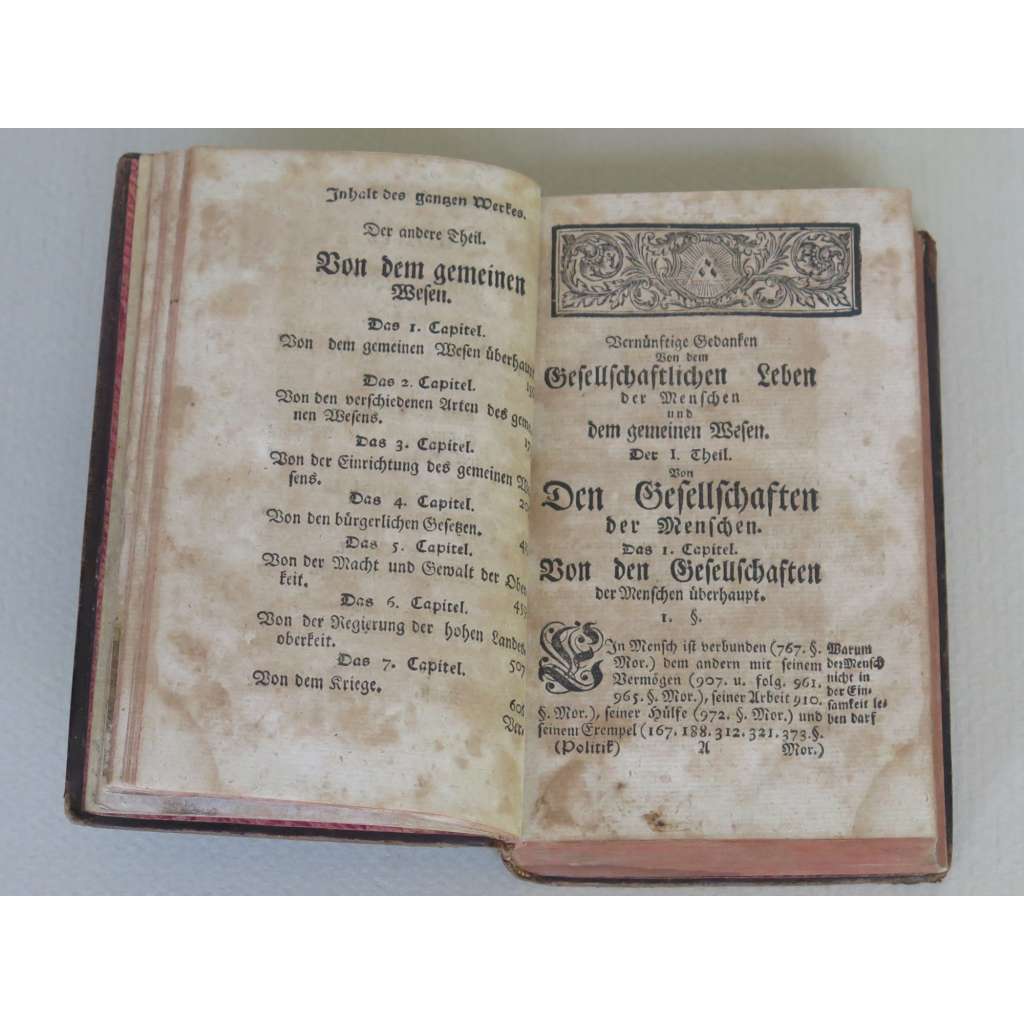 Inhalt des gantzen Werkes.
Der andere Theil.
Von dem gemeinen
Wesen.
Das 1. Capitel.
Von dem gemeinen Wesen überhaupt
Das 2. Capitel.
Von den verschiedenen Arten des geme
nen Wesens.
Das 3. Capitel.
Von der Einrichtung des gemeinen We
sens.
Das 4. Capitel.
Von den bürgerlichen Gesetzen.
Das 5. Capitel.
Von der Macht und Gewalt der Ober
keit.
Das 6. Capitel.
Von der Regierung der hohen Landes
oberkeit.
507
Das 7. Capitel.
Von dem Kriege.
Ver.
Vernünftige Gedanken
Von dem
Gesellschaftlichen Leben
der Menschen
und
dem gemeinen Wesen.
Der I. Theil.
Von
Den Gesellschaften
der Menschen.
Das 1. Capitel.
Von den Gesellschaften
der Menschen überhaupt.
1. §.
EIn Mensch ist verbunden (767. §.
Mor.) dem andern mit seinem
Vermögen (907. u. folg. 961.
965. §. Mor.), seiner Arbeit 910.
§. Mor.), seiner Hülfe (972. §. Mor.) und
seinem Exempel (167. 188. 312. 321. 373. §.
Warum
der Mensch
nicht in
der Ein-
samkeit le-
ben darf
(Politik) A Mor.)